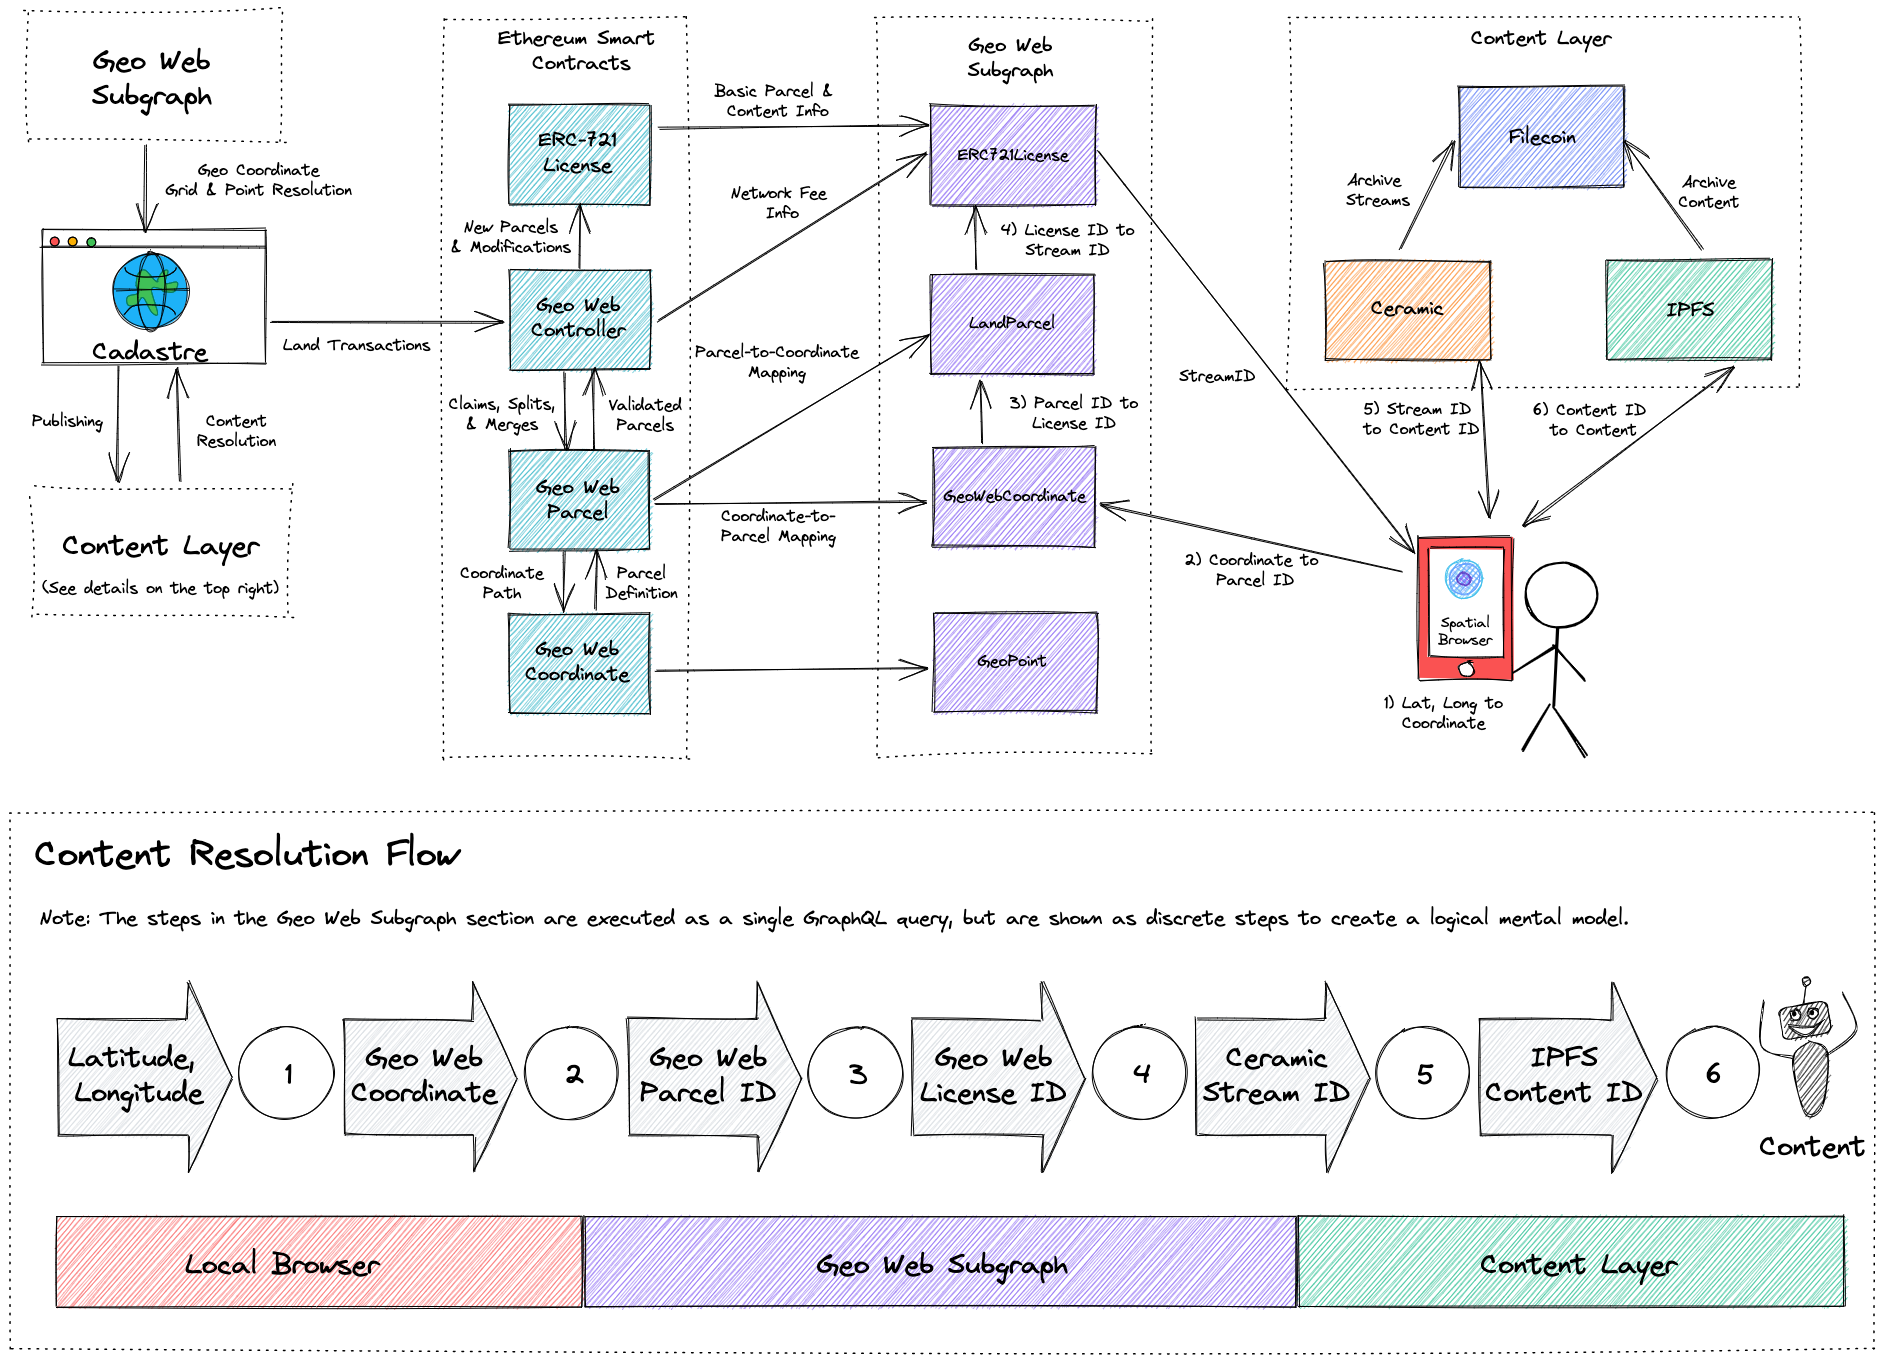 Geo Web
Subgraph
Geo Coordinate
Grid & Point Resolution
Cadastre
Land Transactions
Publishing
Content
Resolution
Content Layer
(See details on the top right)
Ethereum Smart
Contracts
ERC-721
License
New Parcels
& Modifications
Geo Web
Controller
Claims, Splits,
& Merges
Validated
Parcels
Geo Web
Parcel
Coordinate
Path
Parcel
Definition
Geo Web
Coordinate
Basic Parcel &
Content Info
Network Fee
Info
Parcel-to-Coordinate
Mapping
Coordinate-to-
Parcel Mapping
Geo Web
Subgraph
ERC721License
4) License ID to
Stream ID
LandParcel
3) Parcel ID to
License ID
GeoWebCoordinate
GeoPoint
StreamID
2) Coordinate to
Parcel ID
Content Layer
Filecoin
Archive
Streams
Archive
Content
Ceramic
IPFS
5) Stream ID
to Content ID
6) Content ID
to Content
Spatial
Browser
1) Lat, Long to
Coordinate
Content Resolution Flow
Note: The steps in the Geo Web Subgraph section are executed as a single GraphQL query, but are shown as discrete steps to create a logical mental model.
Latitude,
Longitude
1
Geo Web
Coordinate
2
Geo Web
Parcel ID
3
Geo Web
License ID
4
Ceramic
Stream ID
5
IPFS
Content ID
6
Content
Local Browser
Geo Web Subgraph
Content Layer